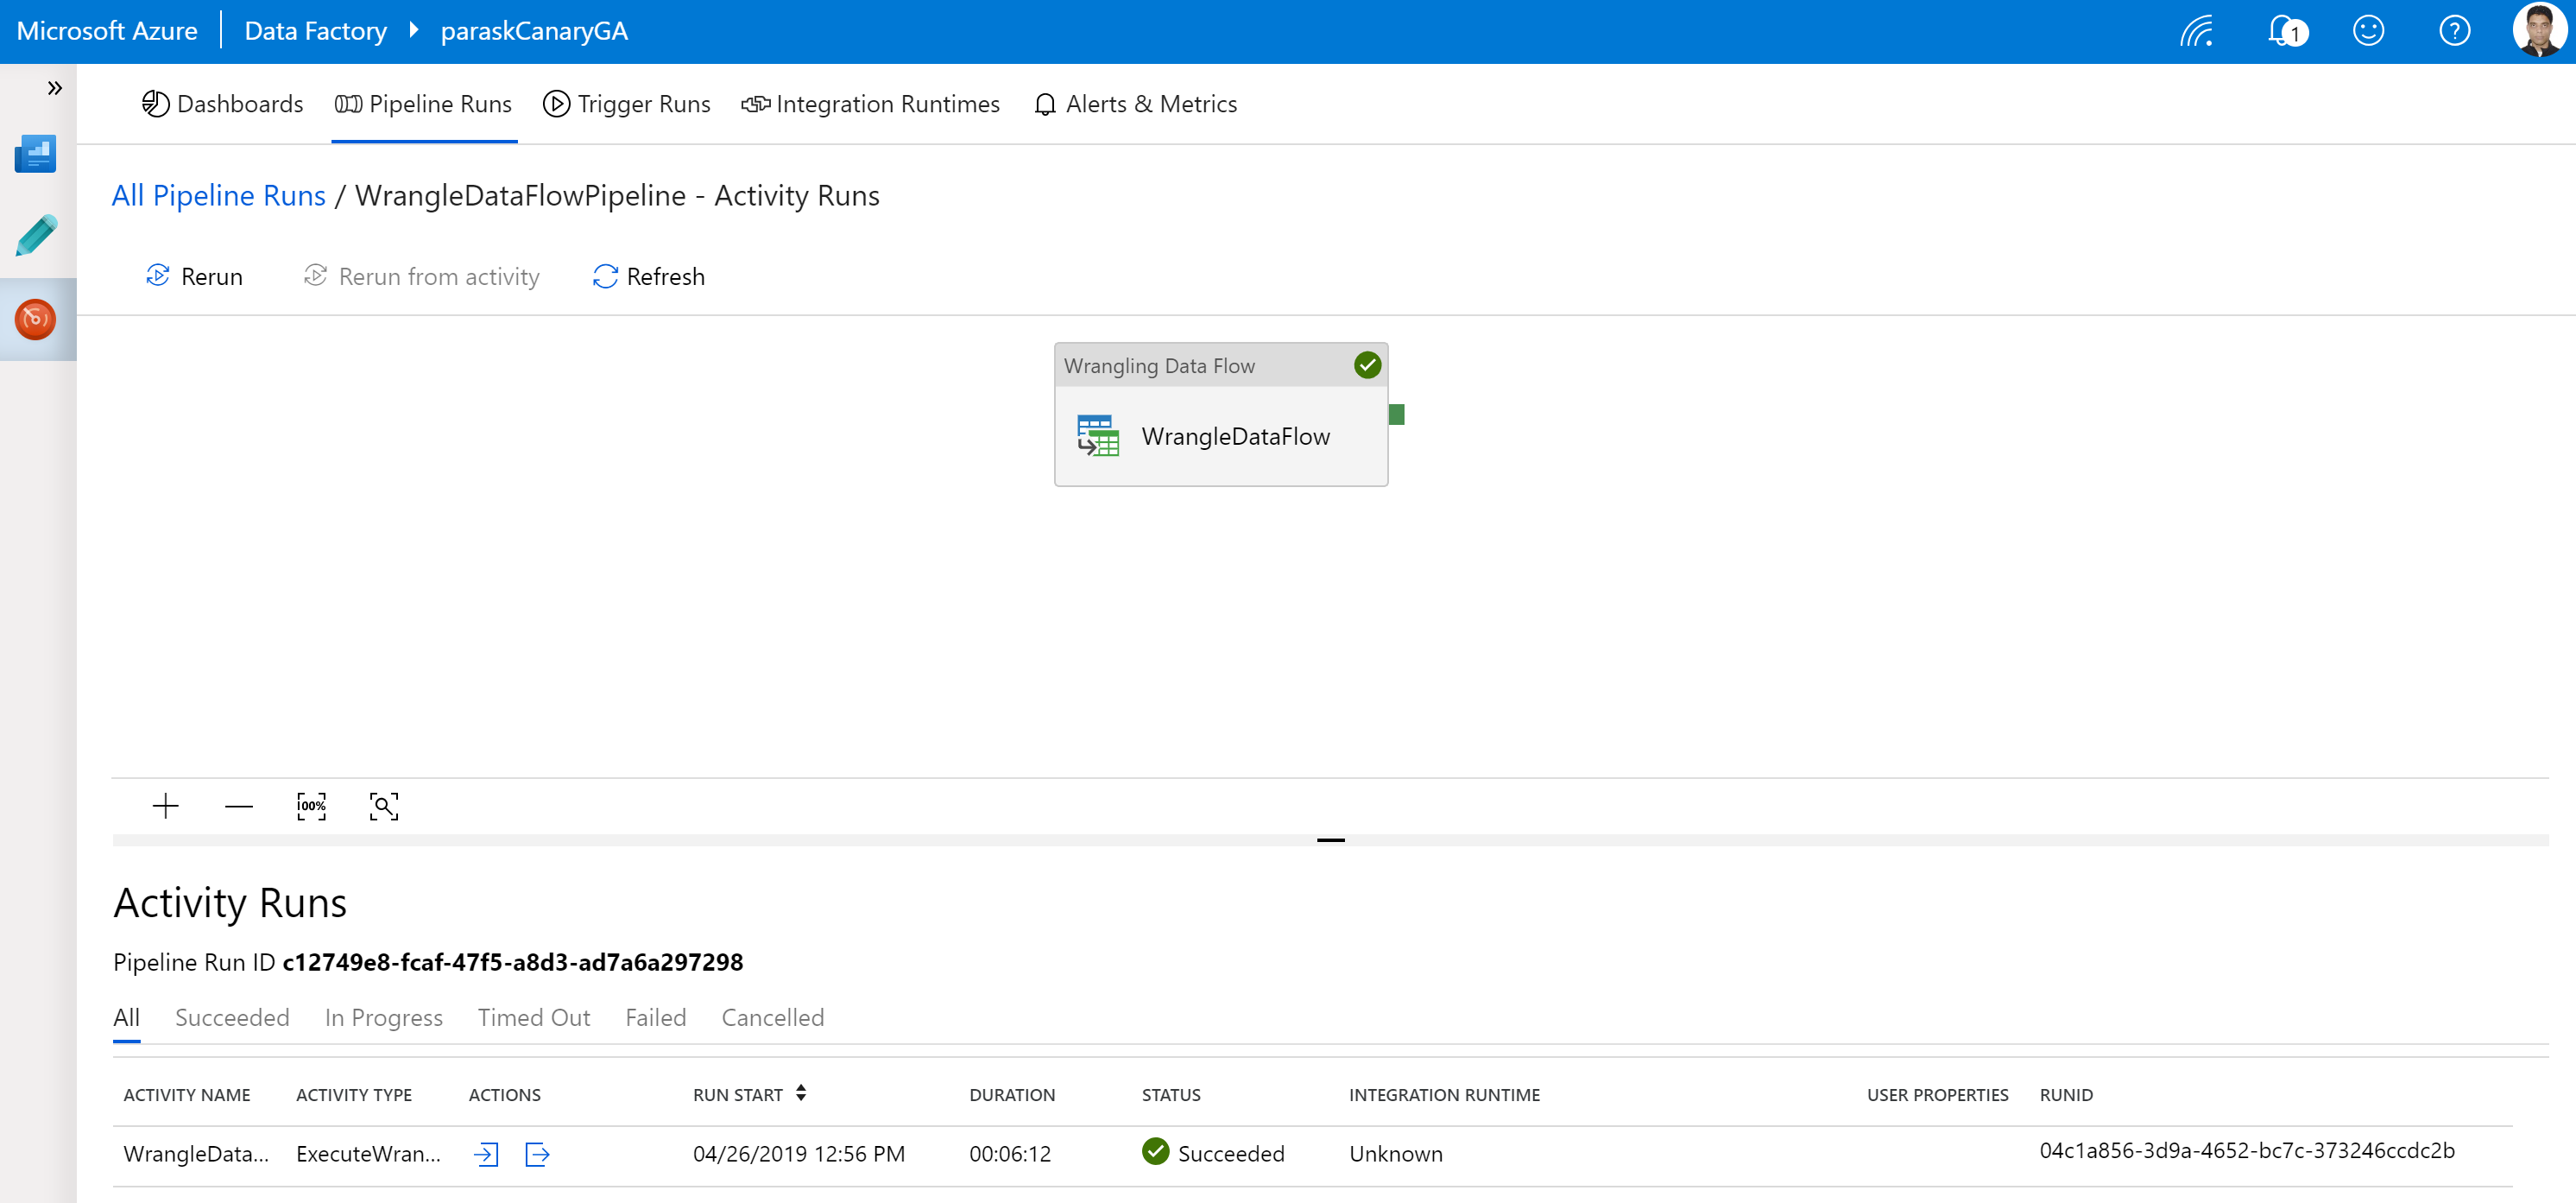 Microsoft Azure Data Factory paraskCanaryGA 1
Dashboards Pipeline Runs Trigger Runs Integration Runtimes Alerts & Metrics
All Pipeline Runs / WrangleDataFlowPipeline - Activity Runs
Rerun Rerun from activity Refresh
Wrangling Data Flow
WrangleDataFlow
100%
Activity Runs
Pipeline Run ID c12749e8-fcaf-47f5-a8d3-ad7a6a297298
All Succeeded In Progress Timed Out Failed Cancelled
ACTIVITY NAME ACTIVITY TYPE ACTIONS RUN START DURATION STATUS INTEGRATION RUNTIME USER PROPERTIES RUNID
WrangleData... ExecuteWran... 04/26/2019 12:56 PM 00:06:12 Succeeded Unknown 04c1a856-3d9a-4652-bc7c-373246ccdc2b